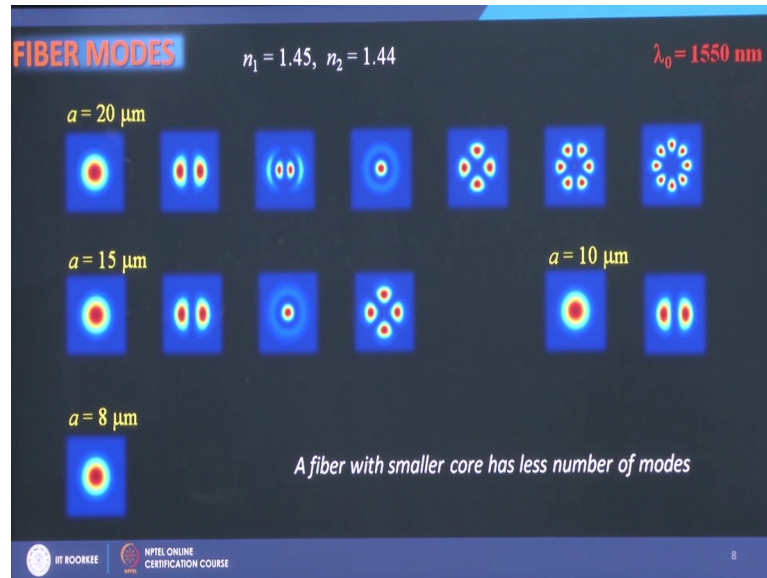 FIBER MODES
n₁ = 1.45, n₂ = 1.44
λ₀ = 1550 nm
a = 20 μm
a = 15 μm
a = 10 μm
a = 8 μm
A fiber with smaller core has less number of modes
IIT ROORKEE
NPTEL ONLINE
CERTIFICATION COURSE
8